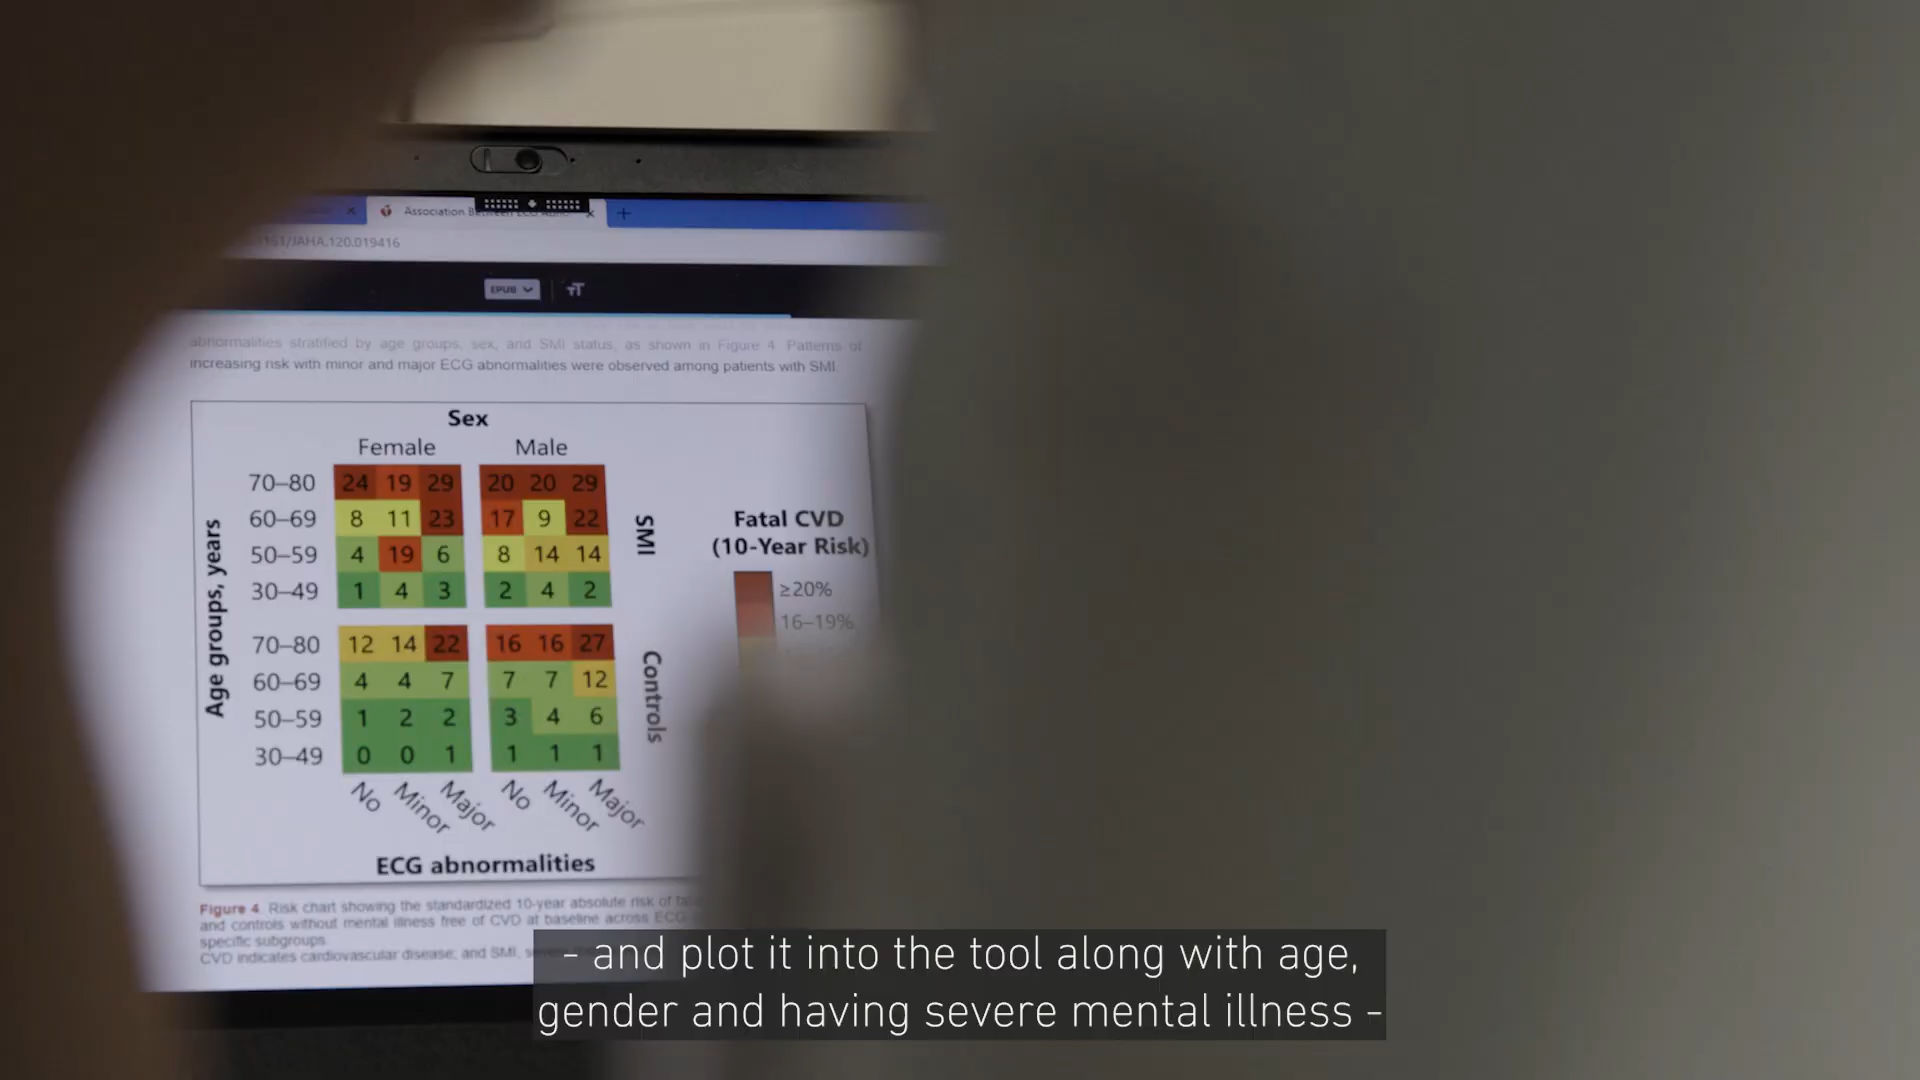 Association
161/JAHA.120.019416
EPUB
abnormalities stratified by age groups, sex, and SMI status, as shown in Figure 4. Patterns of
increasing risk with minor and major ECG abnormalities were observed among patients with SMI.
Sex
Female Male
70–80 24 19 29 20 20 29
60–69 8 11 23 17 9 22
50–59 4 19 6 8 14 14
30–49 1 4 3 2 4 2
SMI
70–80 12 14 22 16 16 27
60–69 4 4 7 7 7 12
50–59 1 2 2 3 4 6
30–49 0 0 1 1 1 1
Controls
Age groups, years
No Minor Major No Minor Major
ECG abnormalities
Fatal CVD
(10-Year Risk)
≥20%
16–19%
Figure 4. Risk chart showing the standardized 10-year absolute risk of
and controls without mental illness free of CVD at baseline across ECG
specific subgroups.
CVD indicates cardiovascular disease; and SMI,
- and plot it into the tool along with age,
gender and having severe mental illness -